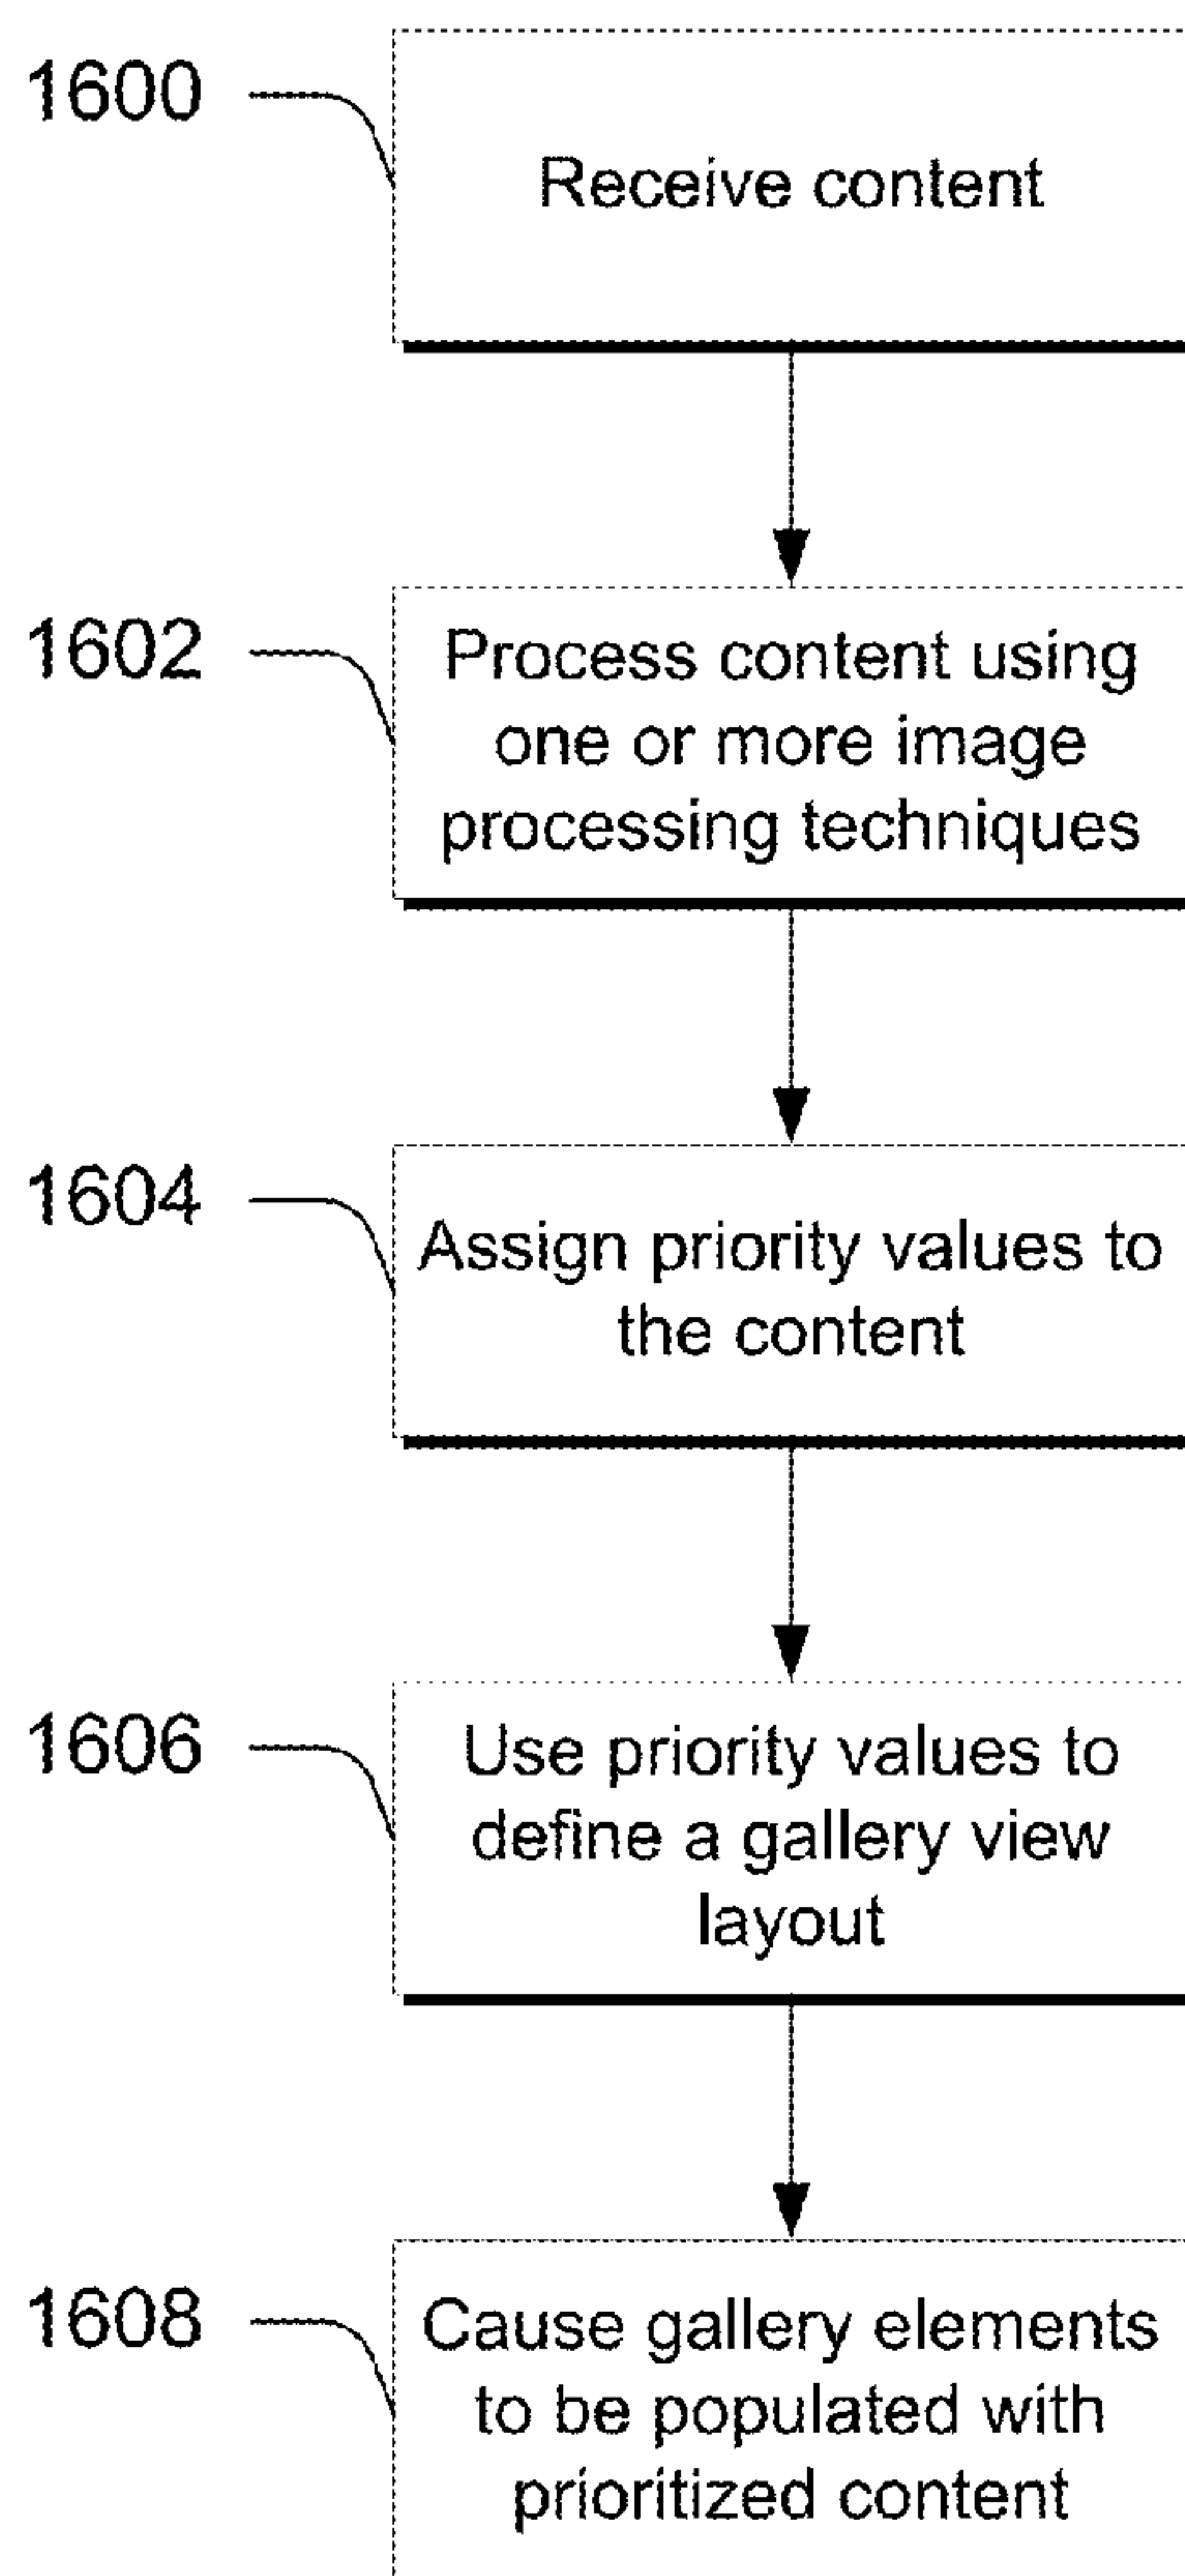 1600
Receive content
1602
Process content using
one or more image
processing techniques
1604
Assign priority values to
the content
1606
Use priority values to
define a gallery view
layout
1608
Cause gallery elements
to be populated with
prioritized content